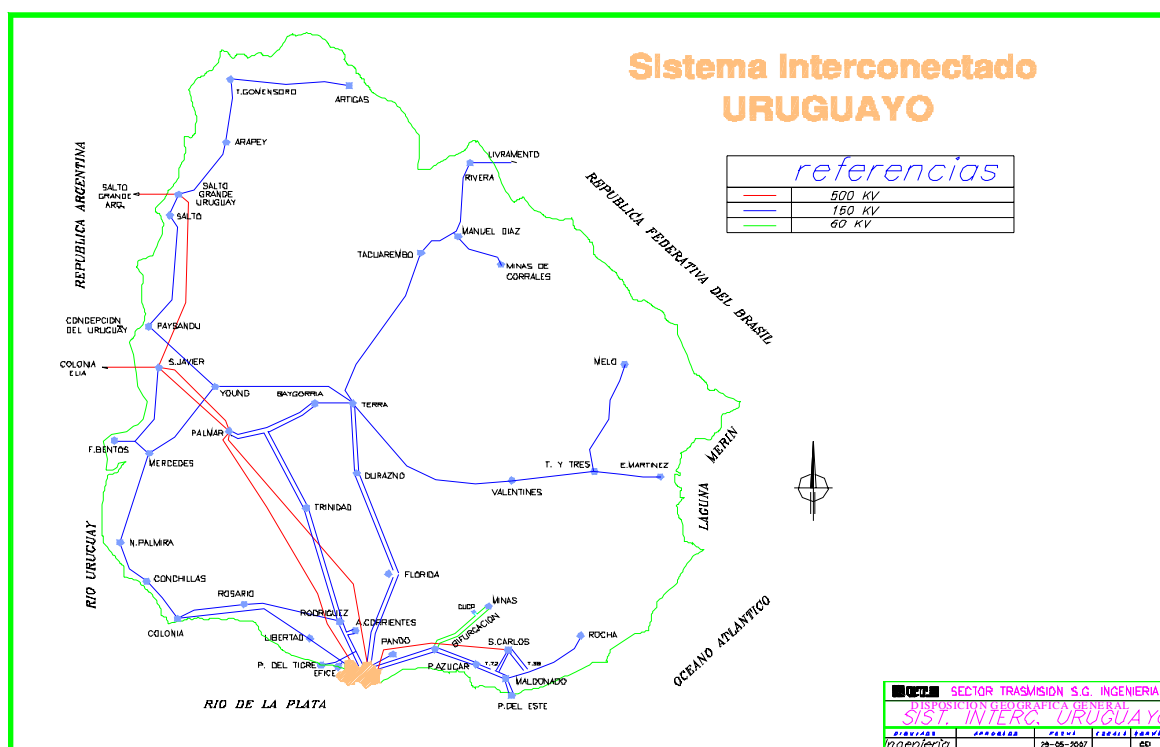 Sistema Interconectado
URUGUAYO
referencias
500 KV
150 KV
60 KV
T.GOMENSORO
ARTIGAS
ARAPEY
LIVRAMENTO
RIVERA
REPUBLICA ARGENTINA
SALTO
GRANDE
ARG.
SALTO
GRANDE
URUGUAY
SALTO
REPUBLICA FEDERATIVA DEL BRASIL
MANUEL DIAZ
TACUAREMBO
MINAS DE
CORRALES
CONCEPCION
DEL URUGUAY
PAYSANDU
COLONIA
ELIA
S.JAVIER
MELO
YOUNG
BAYGORRIA
TERRA
PALMAR
F.BENTOS
MERCEDES
DURAZNO
T. Y TRES
E.MARTINEZ
VALENTINES
LAGUNA MERIN
TRINIDAD
RIO URUGUAY
N.PALMIRA
CONCHILLAS
FLORIDA
ROSARIO
RODRIGUEZ
A.CORRIENTES
MINAS
BIFURCACION
COLONIA
LIBERTAD
PANDO
S.CARLOS
ROCHA
P. DEL TIGRE
EFICE
P.AZUCAR
MALDONADO
P.DEL ESTE
OCEANO ATLANTICO
RIO DE LA PLATA
SECTOR TRASMISION S.G. INGENIERIA
DISPOSICION GEOGRAFICA GENERAL
SIST. INTERC. URUGUAYO
Ingenieria
29-05-2007